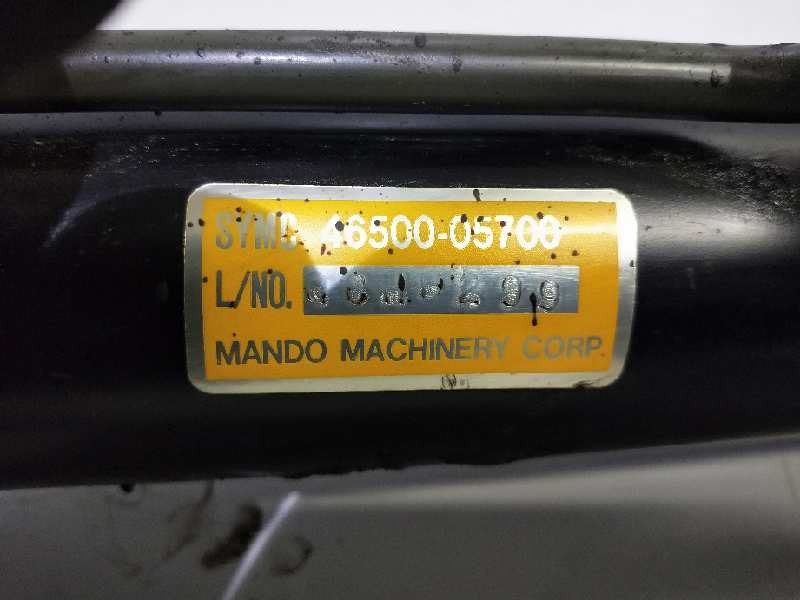 SYMC 46500-05700
L/NO.
MANDO MACHINERY CORP.